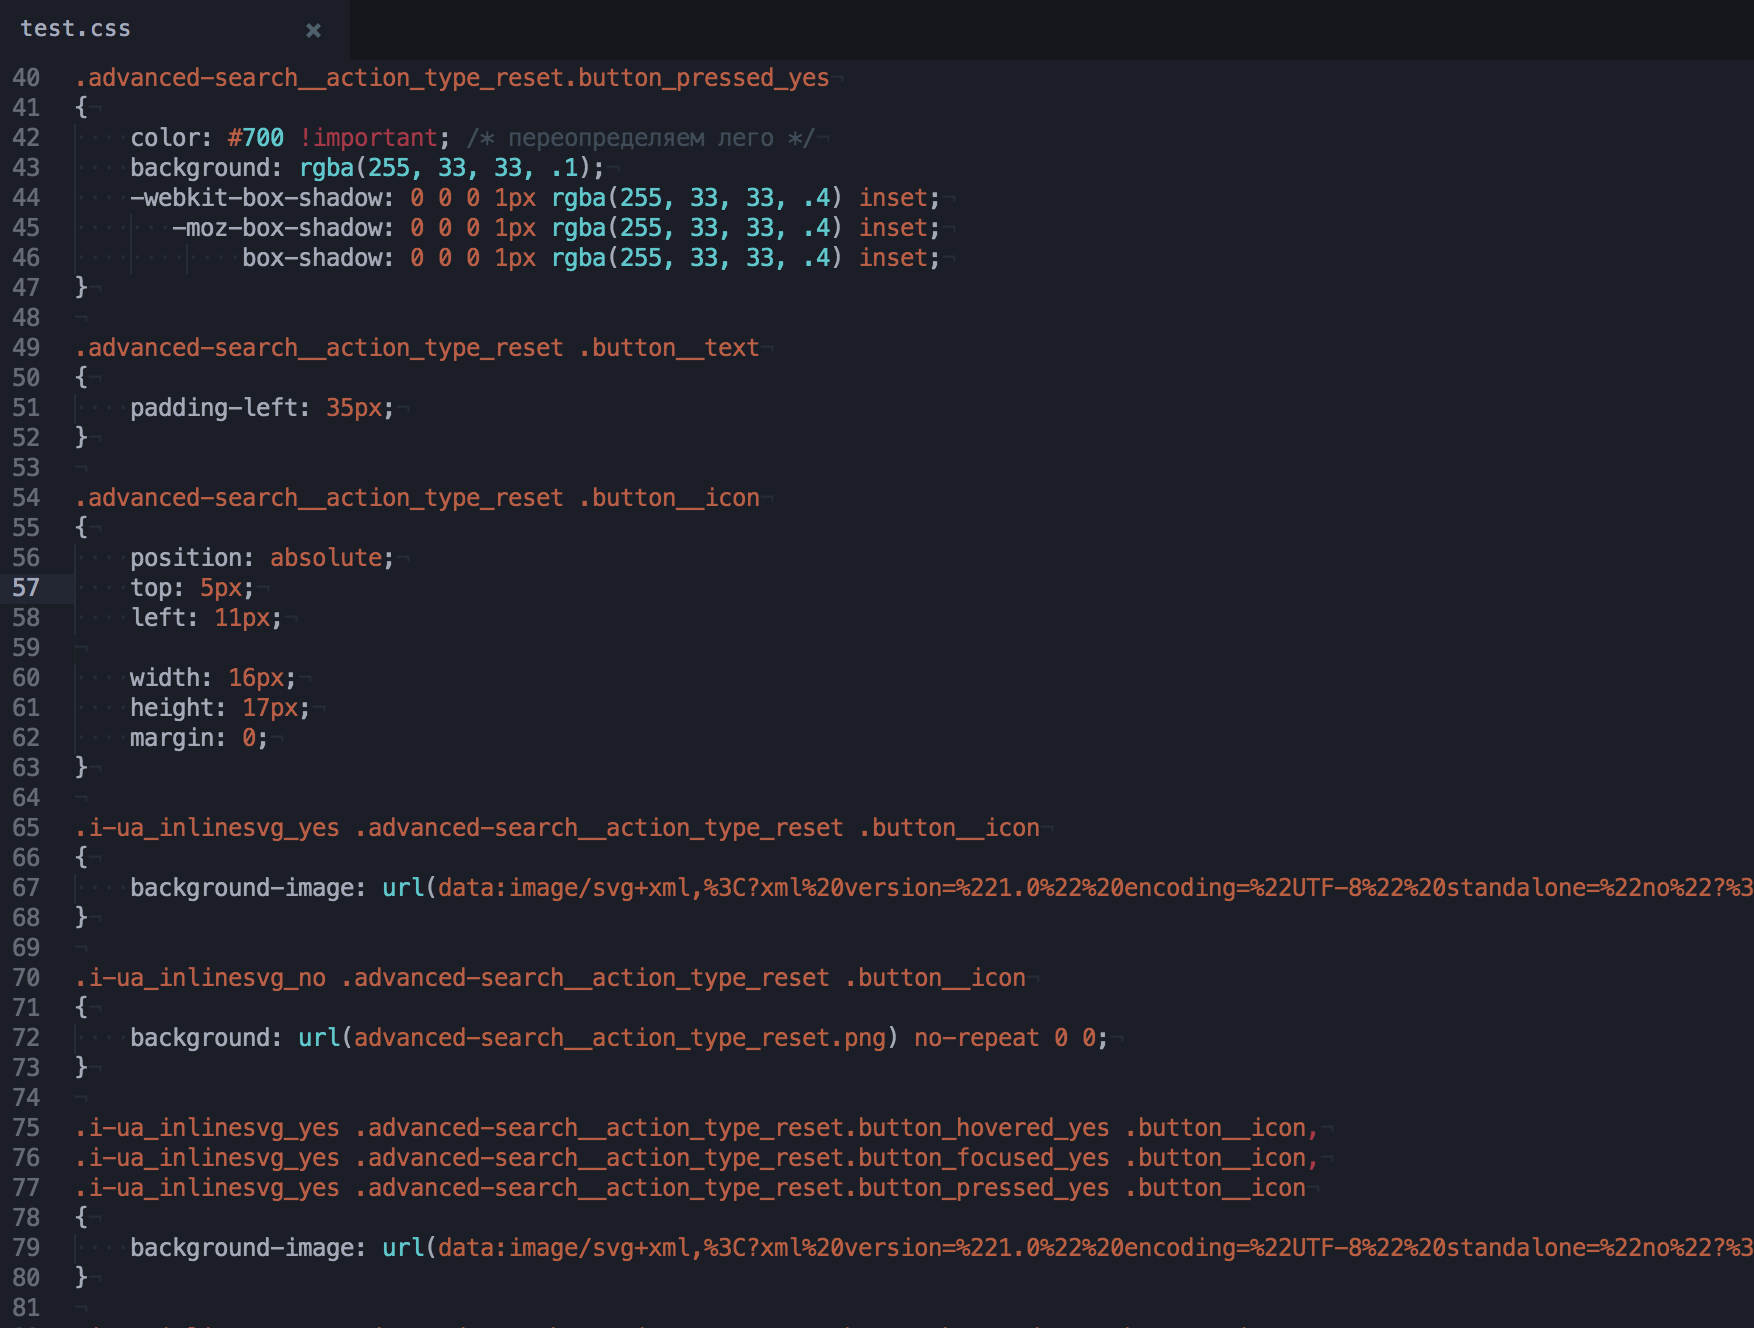 test.css ×
40 .advanced-search__action_type_reset.button_pressed_yes
41 {
42 color: #700 !important; /* переопределяем лего */
43 background: rgba(255, 33, 33, .1);
44 -webkit-box-shadow: 0 0 0 1px rgba(255, 33, 33, .4) inset;
45 -moz-box-shadow: 0 0 0 1px rgba(255, 33, 33, .4) inset;
46 box-shadow: 0 0 0 1px rgba(255, 33, 33, .4) inset;
47 }
48
49 .advanced-search__action_type_reset .button__text
50 {
51 padding-left: 35px;
52 }
53
54 .advanced-search__action_type_reset .button__icon
55 {
56 position: absolute;
57 top: 5px;
58 left: 11px;
59
60 width: 16px;
61 height: 17px;
62 margin: 0;
63 }
64
65 .i-ua_inlinesvg_yes .advanced-search__action_type_reset .button__icon
66 {
67 background-image: url(data:image/svg+xml,%3C?xml%20version=%221.0%22%20encoding=%22UTF-8%22%20standalone=%22no%22?%3
68 }
69
70 .i-ua_inlinesvg_no .advanced-search__action_type_reset .button__icon
71 {
72 background: url(advanced-search__action_type_reset.png) no-repeat 0 0;
73 }
74
75 .i-ua_inlinesvg_yes .advanced-search__action_type_reset.button_hovered_yes .button__icon,
76 .i-ua_inlinesvg_yes .advanced-search__action_type_reset.button_focused_yes .button__icon,
77 .i-ua_inlinesvg_yes .advanced-search__action_type_reset.button_pressed_yes .button__icon
78 {
79 background-image: url(data:image/svg+xml,%3C?xml%20version=%221.0%22%20encoding=%22UTF-8%22%20standalone=%22no%22?%3
80 }
81